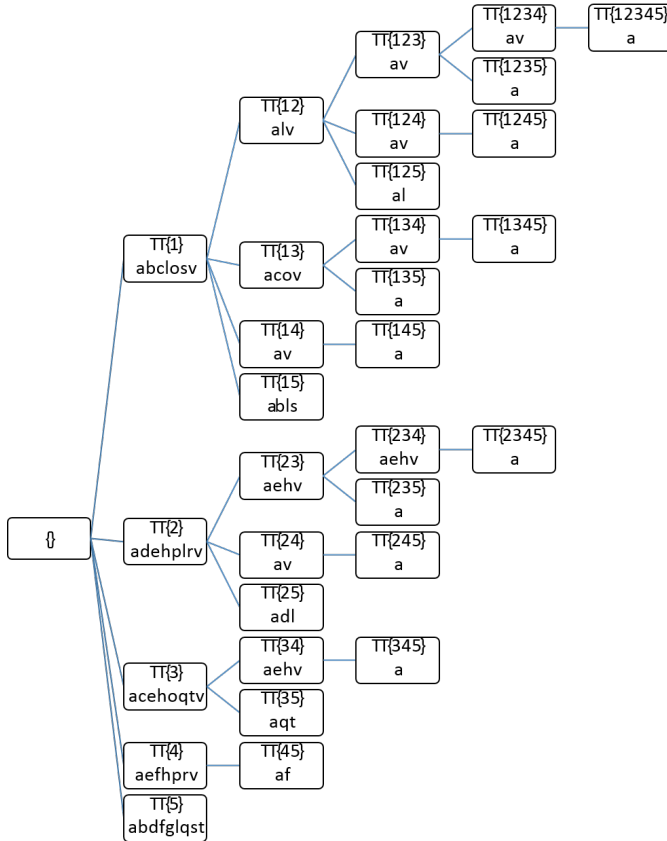 TT{1234}
av
TT{12345}
a
TT{123}
av
TT{1235}
a
TT{12}
alv
TT{124}
av
TT{1245}
a
TT{125}
al
TT{1}
abclosv
TT{13}
acov
TT{134}
av
TT{1345}
a
TT{135}
a
TT{14}
av
TT{145}
a
TT{15}
abls
{}
TT{2}
adehplrv
TT{23}
aehv
TT{234}
aehv
TT{2345}
a
TT{235}
a
TT{24}
av
TT{245}
a
TT{25}
adl
TT{3}
acehoqtv
TT{34}
aehv
TT{345}
a
TT{35}
aqt
TT{4}
aefhprv
TT{45}
af
TT{5}
abdfglqst